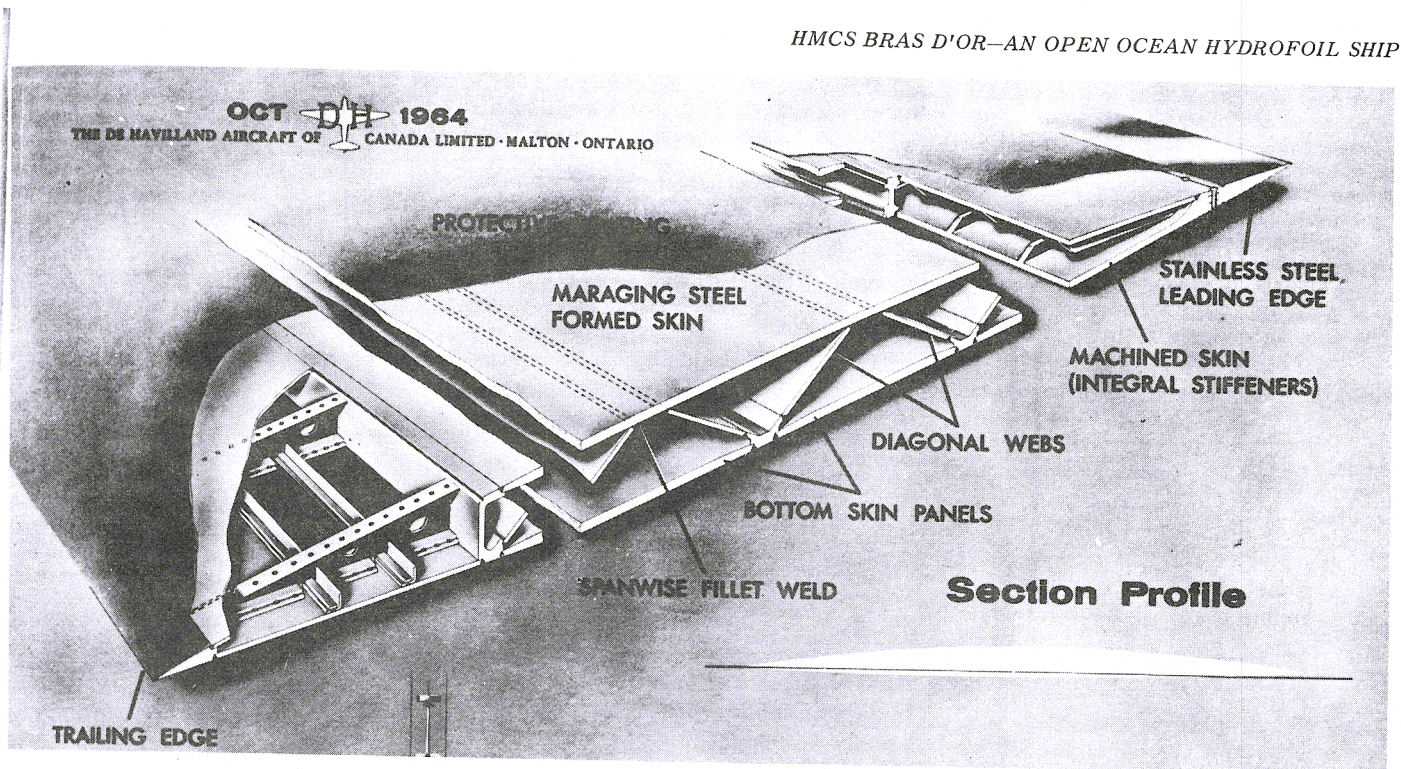 HMCS BRAS D'OR—AN OPEN OCEAN HYDROFOIL SHIP
OCT DH 1964
THE DE HAVILLAND AIRCRAFT OF CANADA LIMITED · MALTON · ONTARIO
PROTECTIVE
MARAGING STEEL
FORMED SKIN
STAINLESS STEEL
LEADING EDGE
MACHINED SKIN
(INTEGRAL STIFFENERS)
DIAGONAL WEBS
BOTTOM SKIN PANELS
SPANWISE FILLET WELD
Section Profile
TRAILING EDGE